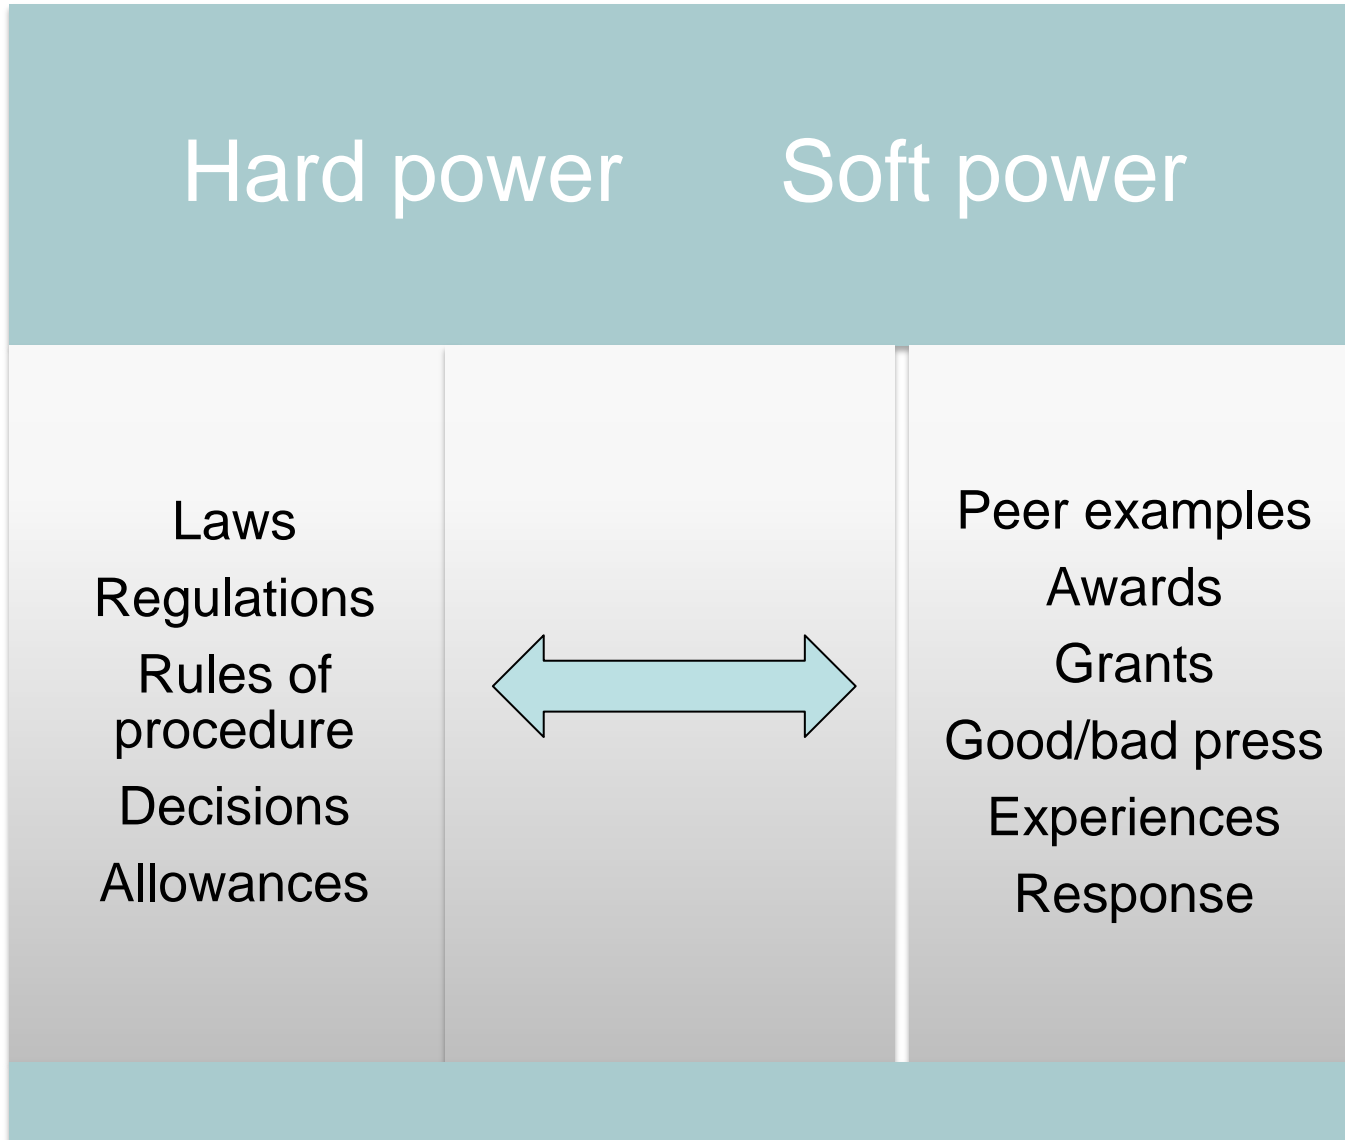 Hard power Soft power
Laws
Regulations
Rules of
procedure
Decisions
Allowances
Peer examples
Awards
Grants
Good/bad press
Experiences
Response